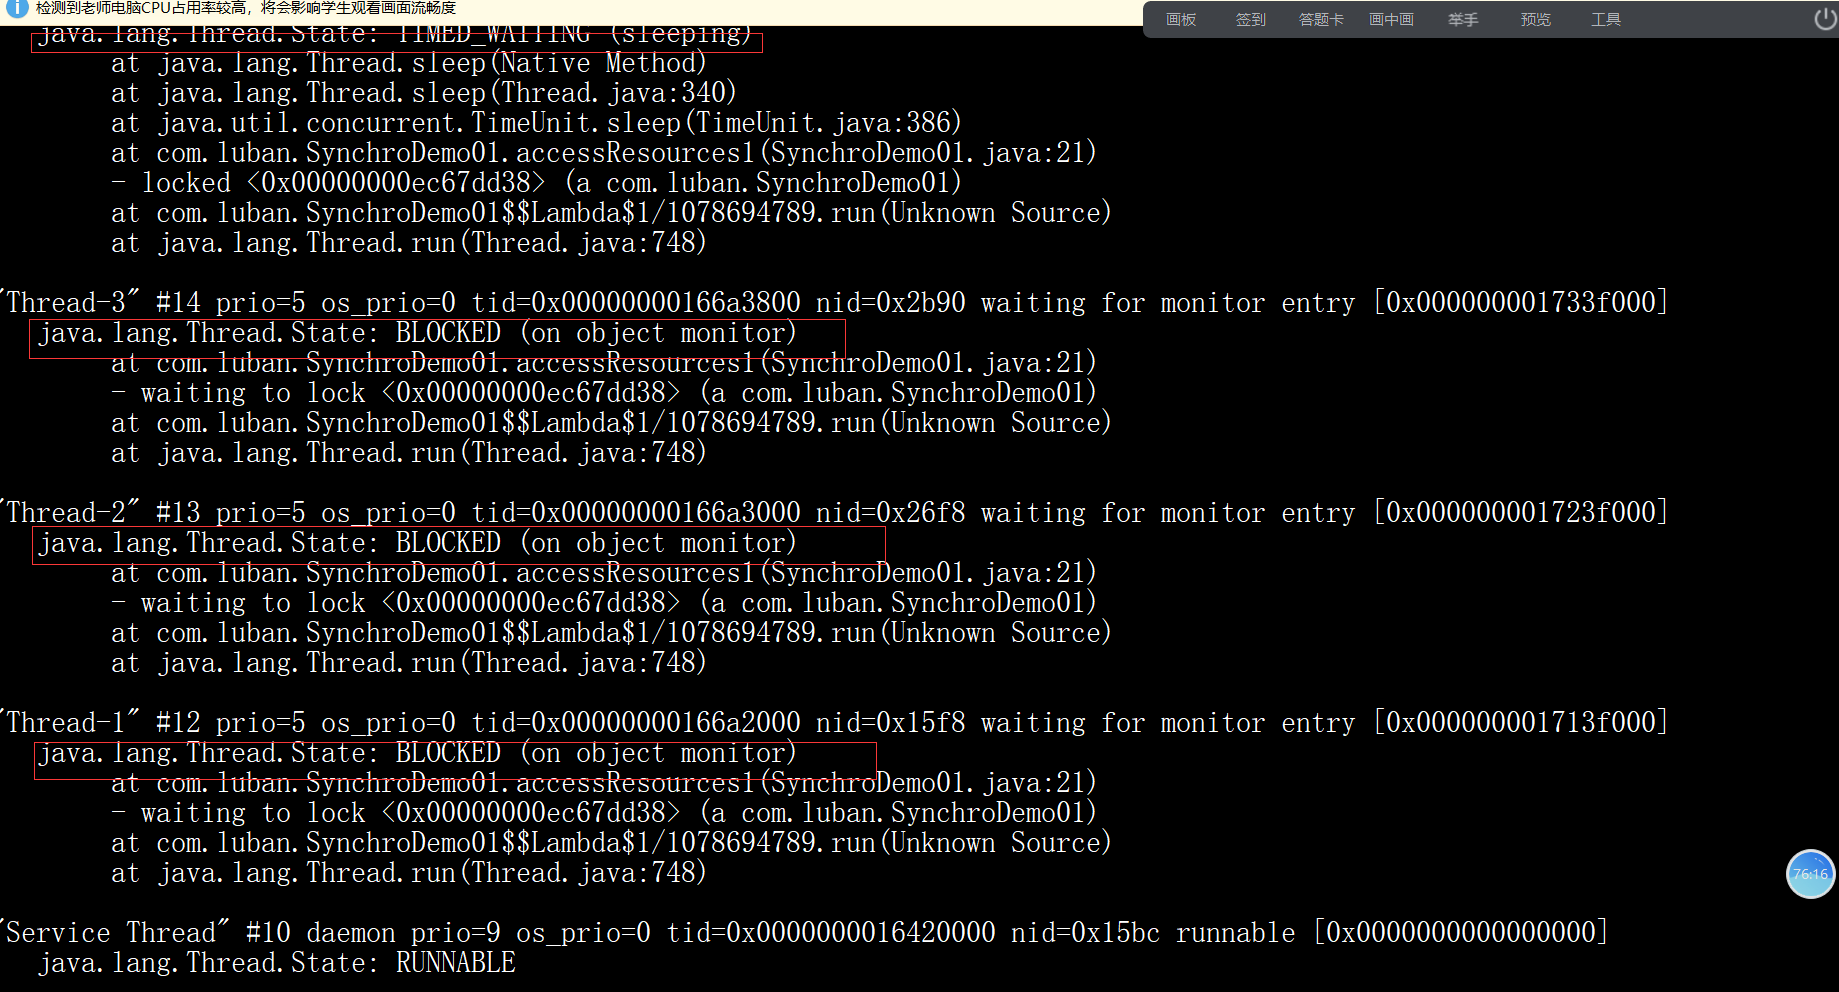 检测到老师电脑CPU占用率较高，将会影响学生观看画面流畅度
画板 签到 答题卡 画中画 举手 预览 工具
java.lang.Thread.State: TIMED_WAITING (sleeping)
at java.lang.Thread.sleep(Native Method)
at java.lang.Thread.sleep(Thread.java:340)
at java.util.concurrent.TimeUnit.sleep(TimeUnit.java:386)
at com.luban.SynchroDemo01.accessResources1(SynchroDemo01.java:21)
- locked <0x00000000ec67dd38> (a com.luban.SynchroDemo01)
at com.luban.SynchroDemo01$$Lambda$1/1078694789.run(Unknown Source)
at java.lang.Thread.run(Thread.java:748)
"Thread-3" #14 prio=5 os_prio=0 tid=0x00000000166a3800 nid=0x2b90 waiting for monitor entry [0x000000001733f000]
java.lang.Thread.State: BLOCKED (on object monitor)
at com.luban.SynchroDemo01.accessResources1(SynchroDemo01.java:21)
- waiting to lock <0x00000000ec67dd38> (a com.luban.SynchroDemo01)
at com.luban.SynchroDemo01$$Lambda$1/1078694789.run(Unknown Source)
at java.lang.Thread.run(Thread.java:748)
"Thread-2" #13 prio=5 os_prio=0 tid=0x00000000166a3000 nid=0x26f8 waiting for monitor entry [0x000000001723f000]
java.lang.Thread.State: BLOCKED (on object monitor)
at com.luban.SynchroDemo01.accessResources1(SynchroDemo01.java:21)
- waiting to lock <0x00000000ec67dd38> (a com.luban.SynchroDemo01)
at com.luban.SynchroDemo01$$Lambda$1/1078694789.run(Unknown Source)
at java.lang.Thread.run(Thread.java:748)
"Thread-1" #12 prio=5 os_prio=0 tid=0x00000000166a2000 nid=0x15f8 waiting for monitor entry [0x000000001713f000]
java.lang.Thread.State: BLOCKED (on object monitor)
at com.luban.SynchroDemo01.accessResources1(SynchroDemo01.java:21)
- waiting to lock <0x00000000ec67dd38> (a com.luban.SynchroDemo01)
at com.luban.SynchroDemo01$$Lambda$1/1078694789.run(Unknown Source)
at java.lang.Thread.run(Thread.java:748)
76:16
"Service Thread" #10 daemon prio=9 os_prio=0 tid=0x0000000016420000 nid=0x15bc runnable [0x0000000000000000]
java.lang.Thread.State: RUNNABLE